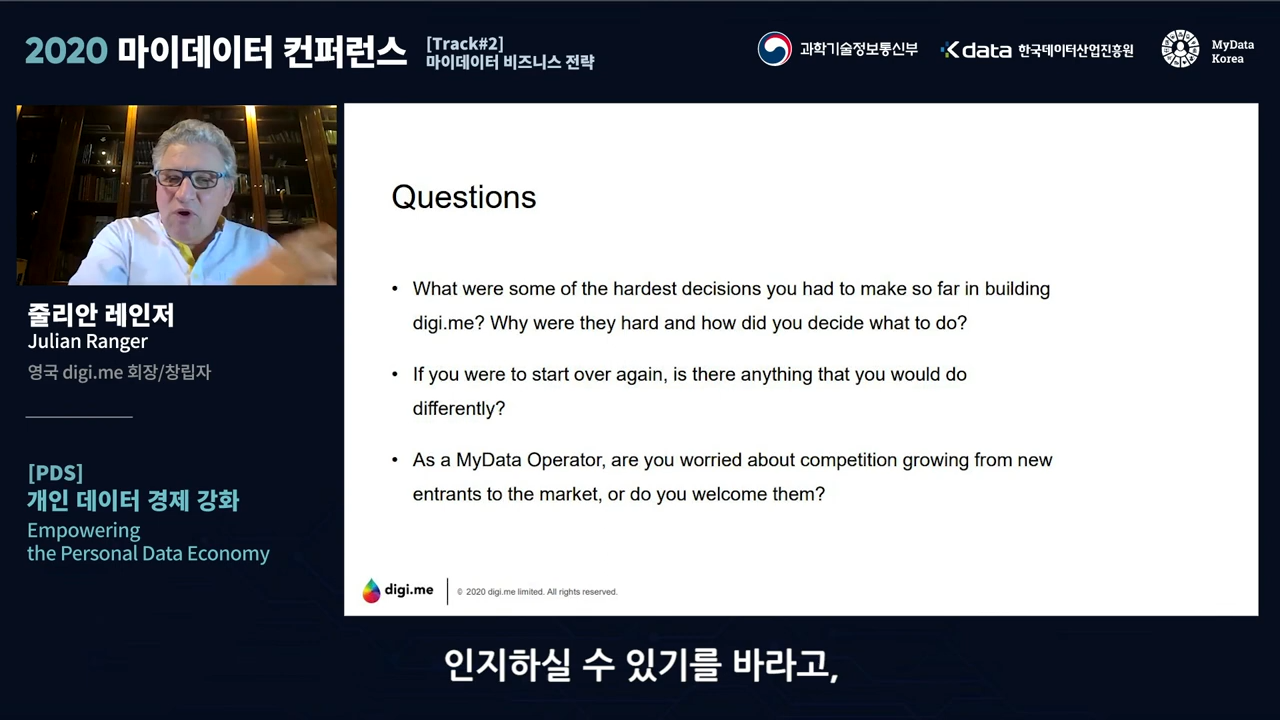 2020 마이데이터 컨퍼런스
[Track#2]
마이데이터 비즈니스 전략
과학기술정보통신부
Kdata 한국데이터산업진흥원
MyData
Korea
줄리안 레인저
Julian Ranger
영국 digi.me 회장/창립자
[PDS]
개인 데이터 경제 강화
Empowering
the Personal Data Economy
Questions
• What were some of the hardest decisions you had to make so far in building
digi.me? Why were they hard and how did you decide what to do?
• If you were to start over again, is there anything that you would do
differently?
• As a MyData Operator, are you worried about competition growing from new
entrants to the market, or do you welcome them?
digi.me
© 2020 digi.me limited. All rights reserved.
인지하실 수 있기를 바라고,